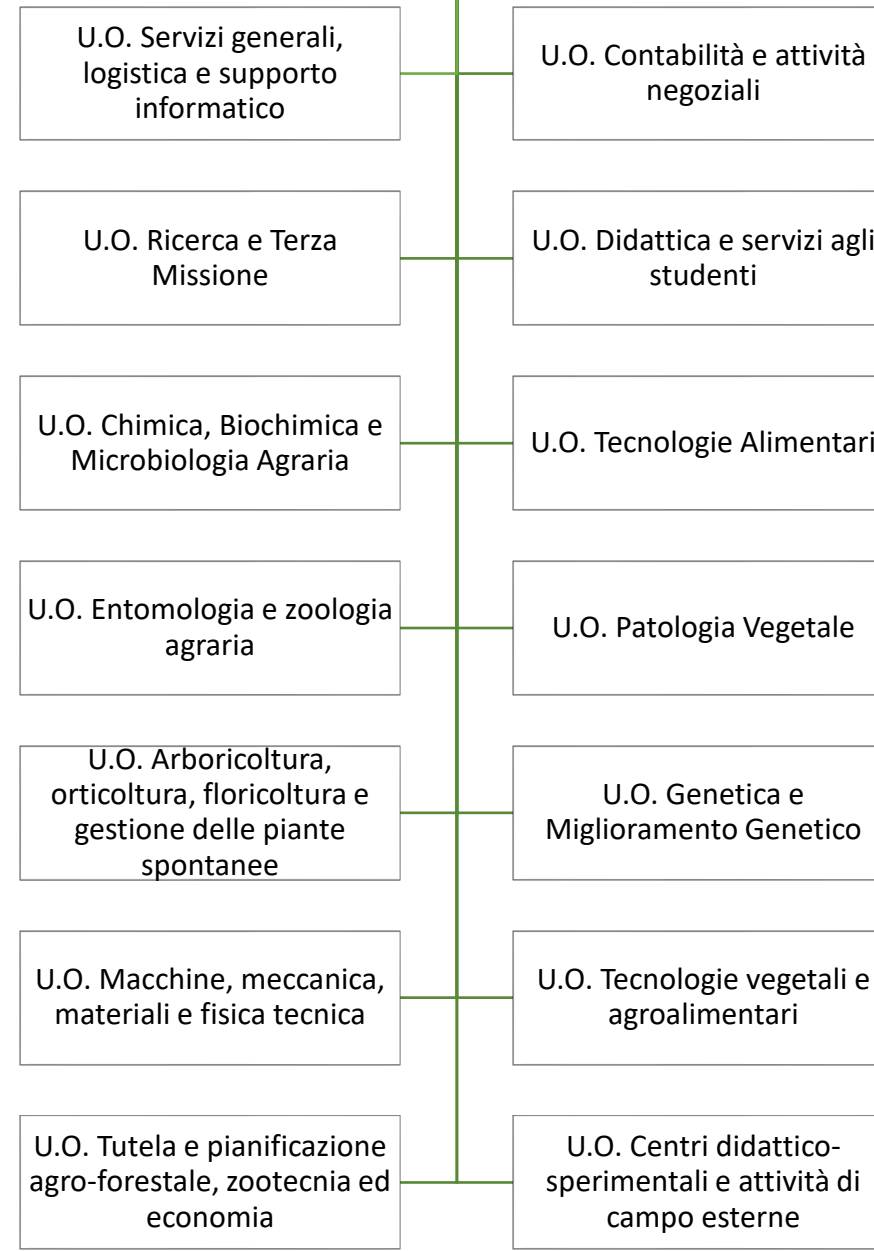 U.O. Servizi generali,
logistica e supporto
informatico
U.O. Contabilità e attività
negoziali
U.O. Ricerca e Terza
Missione
U.O. Didattica e servizi agli
studenti
U.O. Chimica, Biochimica e
Microbiologia Agraria
U.O. Tecnologie Alimentari
U.O. Entomologia e zoologia
agraria
U.O. Patologia Vegetale
U.O. Arboricoltura,
orticoltura, floricoltura e
gestione delle piante
spontanee
U.O. Genetica e
Miglioramento Genetico
U.O. Macchine, meccanica,
materiali e fisica tecnica
U.O. Tecnologie vegetali e
agroalimentari
U.O. Tutela e pianificazione
agro-forestale, zootecnia ed
economia
U.O. Centri didattico-
sperimentali e attività di
campo esterne